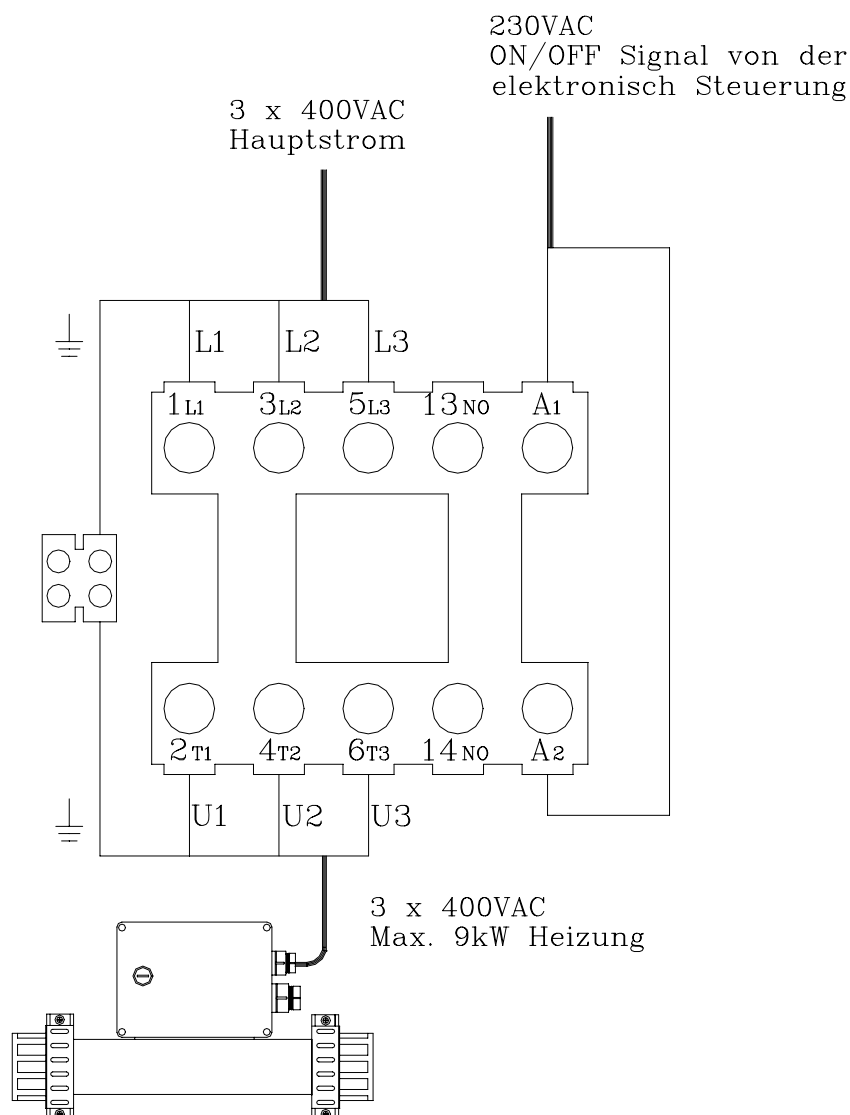 230VAC
ON/OFF Signal von der
elektronisch Steuerung
3 x 400VAC
Hauptstrom
L1 L2 L3
1L1 3L2 5L3 13NO A1
2T1 4T2 6T3 14NO A2
U1 U2 U3
3 x 400VAC
Max. 9kW Heizung